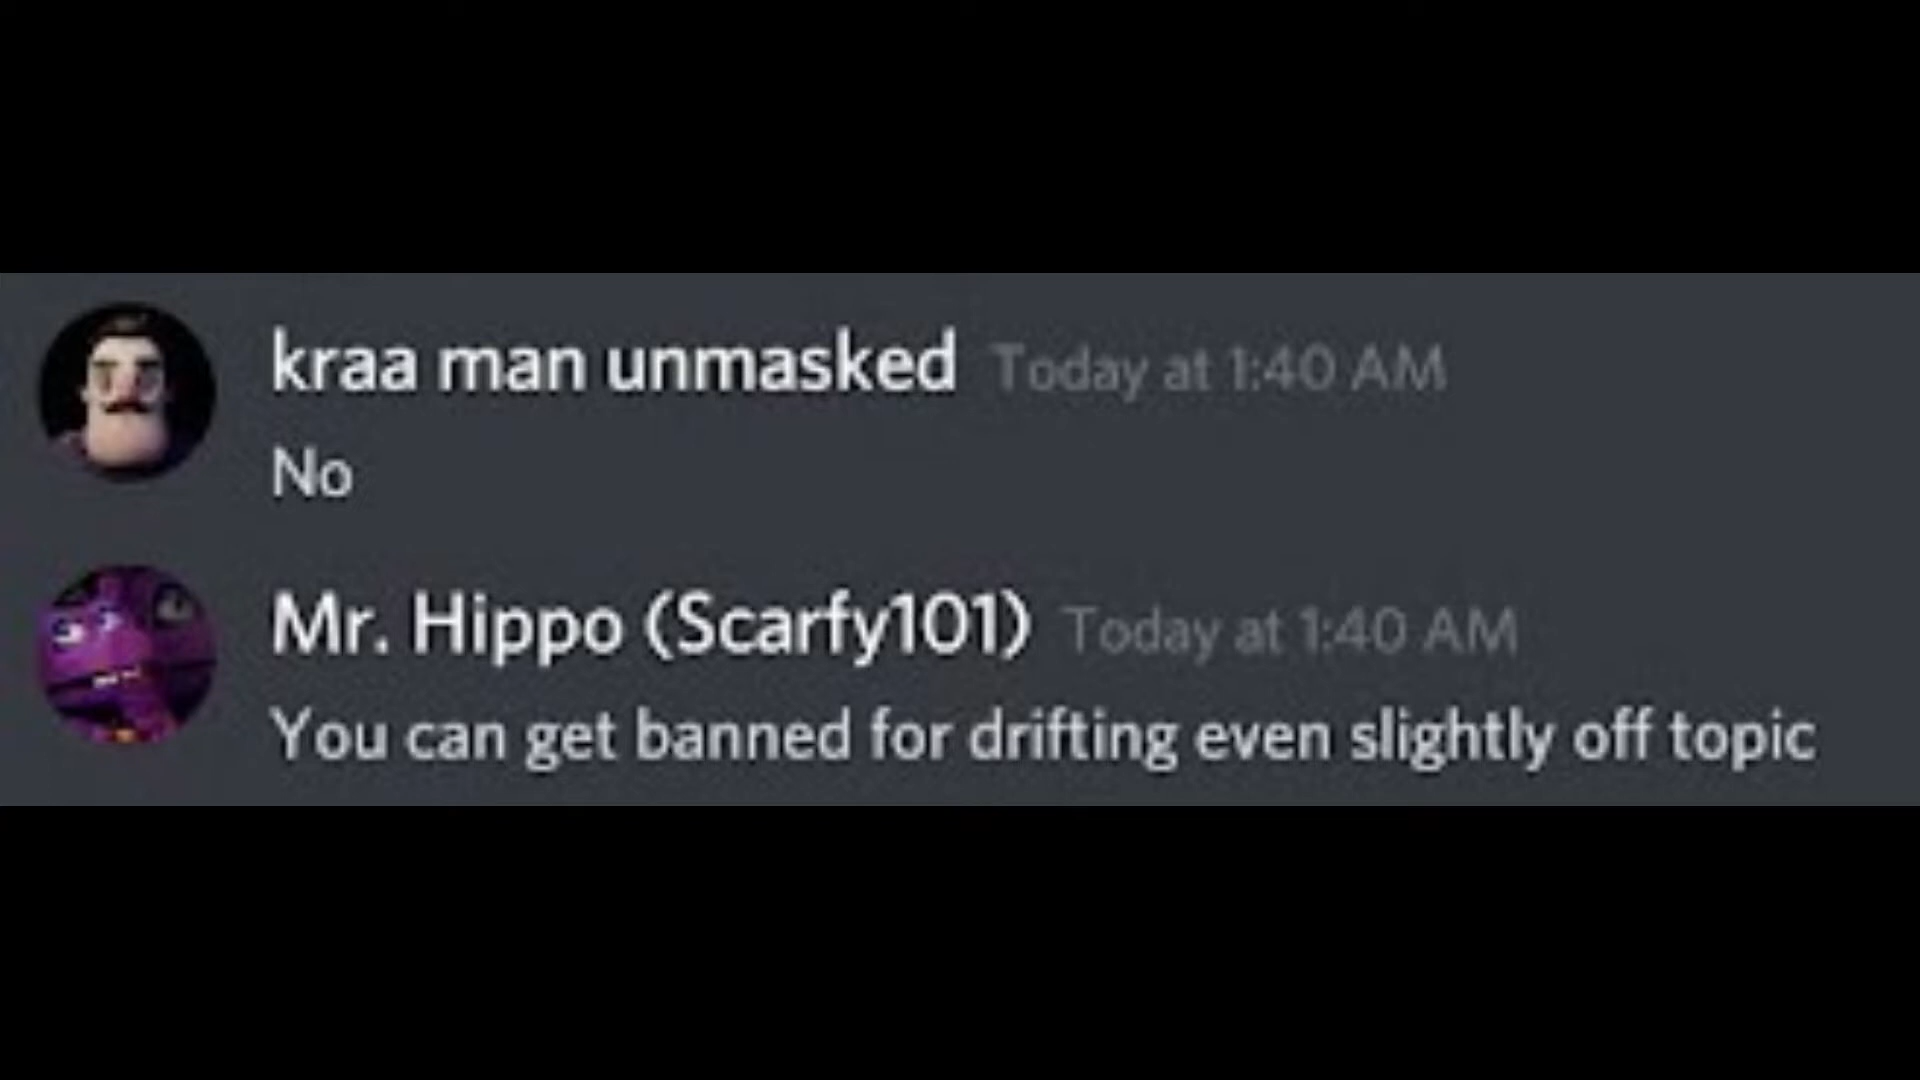 kraa man unmasked Today at 1:40 AM
No
Mr. Hippo (Scarfy101) Today at 1:40 AM
You can get banned for drifting even slightly off topic